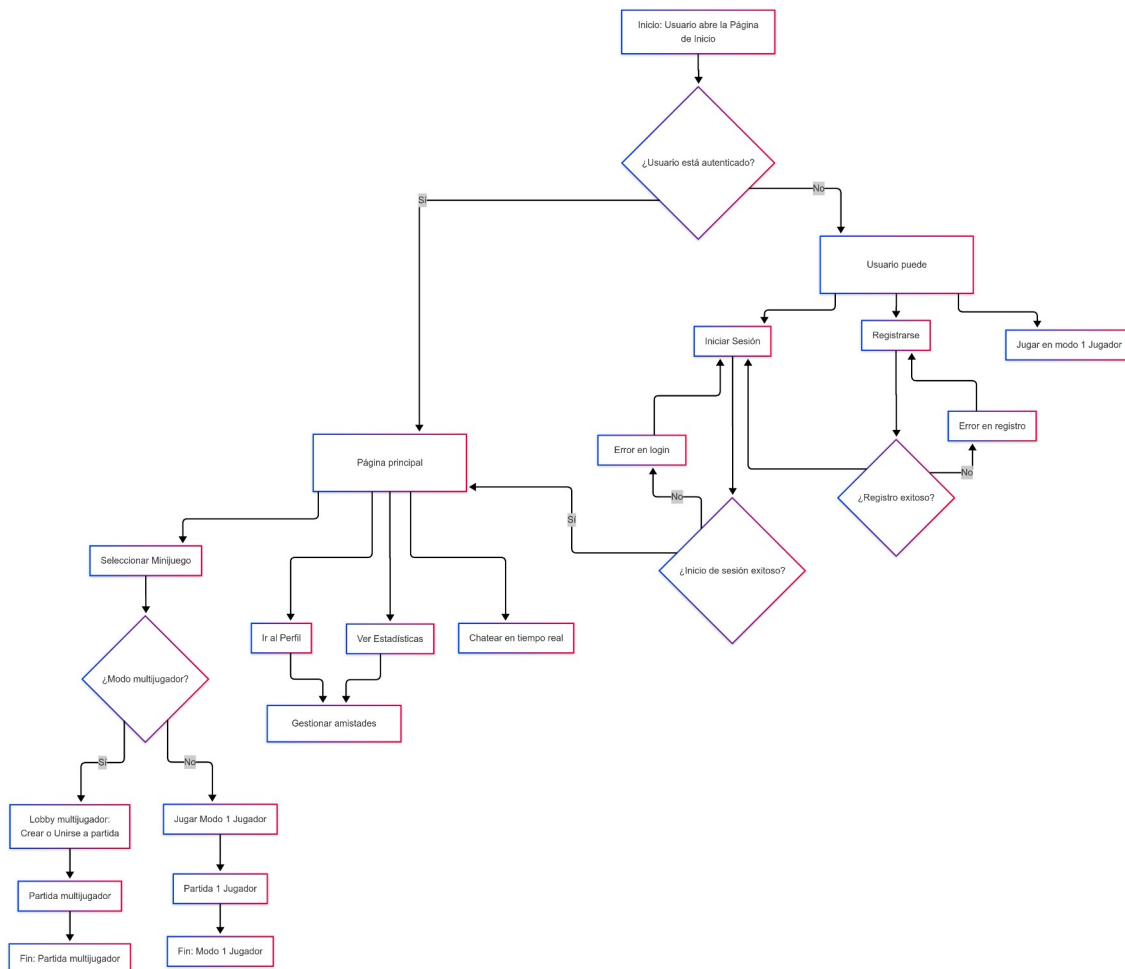 Inicio: Usuario abre la Página
de Inicio
¿Usuario está autenticado?
Sí
No
Usuario puede
Iniciar Sesión
Registrarse
Jugar en modo 1 Jugador
Error en login
Error en registro
Página principal
No
¿Registro exitoso?
No
Sí
¿Inicio de sesión exitoso?
Seleccionar Minijuego
Ir al Perfil
Ver Estadísticas
Chatear en tiempo real
¿Modo multijugador?
Gestionar amistades
Sí
No
Lobby multijugador:
Crear o Unirse a partida
Jugar Modo 1 Jugador
Partida multijugador
Partida 1 Jugador
Fin: Partida multijugador
Fin: Modo 1 Jugador